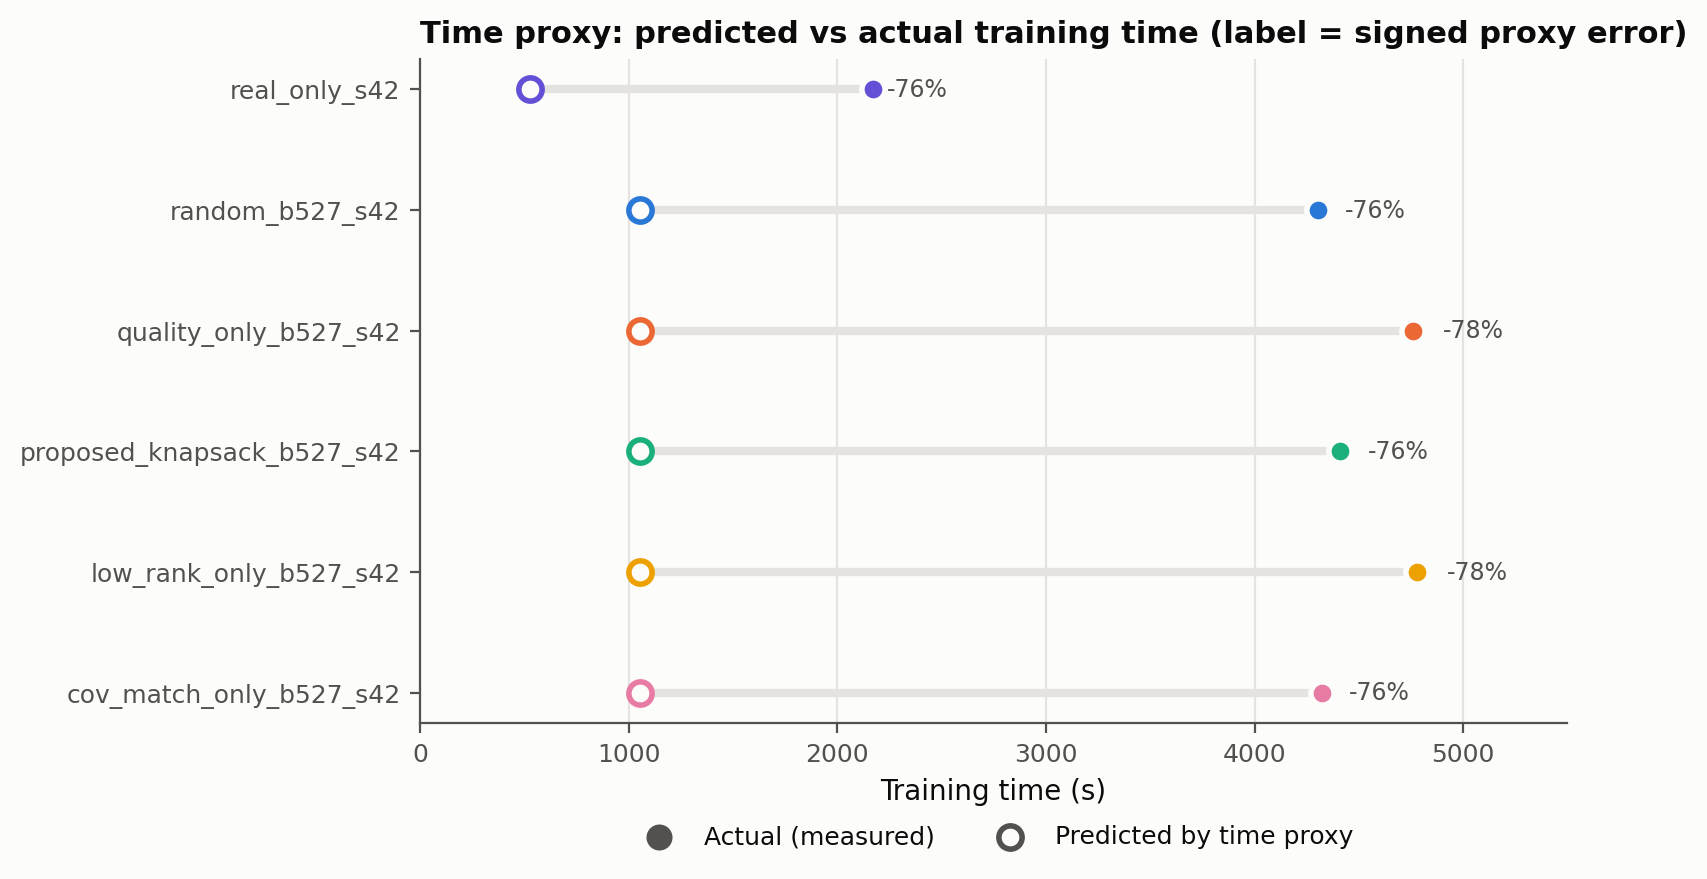 Time proxy: predicted vs actual training time (label = signed proxy error)
real_only_s42
-76%
random_b527_s42
-76%
quality_only_b527_s42
-78%
proposed_knapsack_b527_s42
-76%
low_rank_only_b527_s42
-78%
cov_match_only_b527_s42
-76%
0 1000 2000 3000 4000 5000
Training time (s)
Actual (measured) Predicted by time proxy